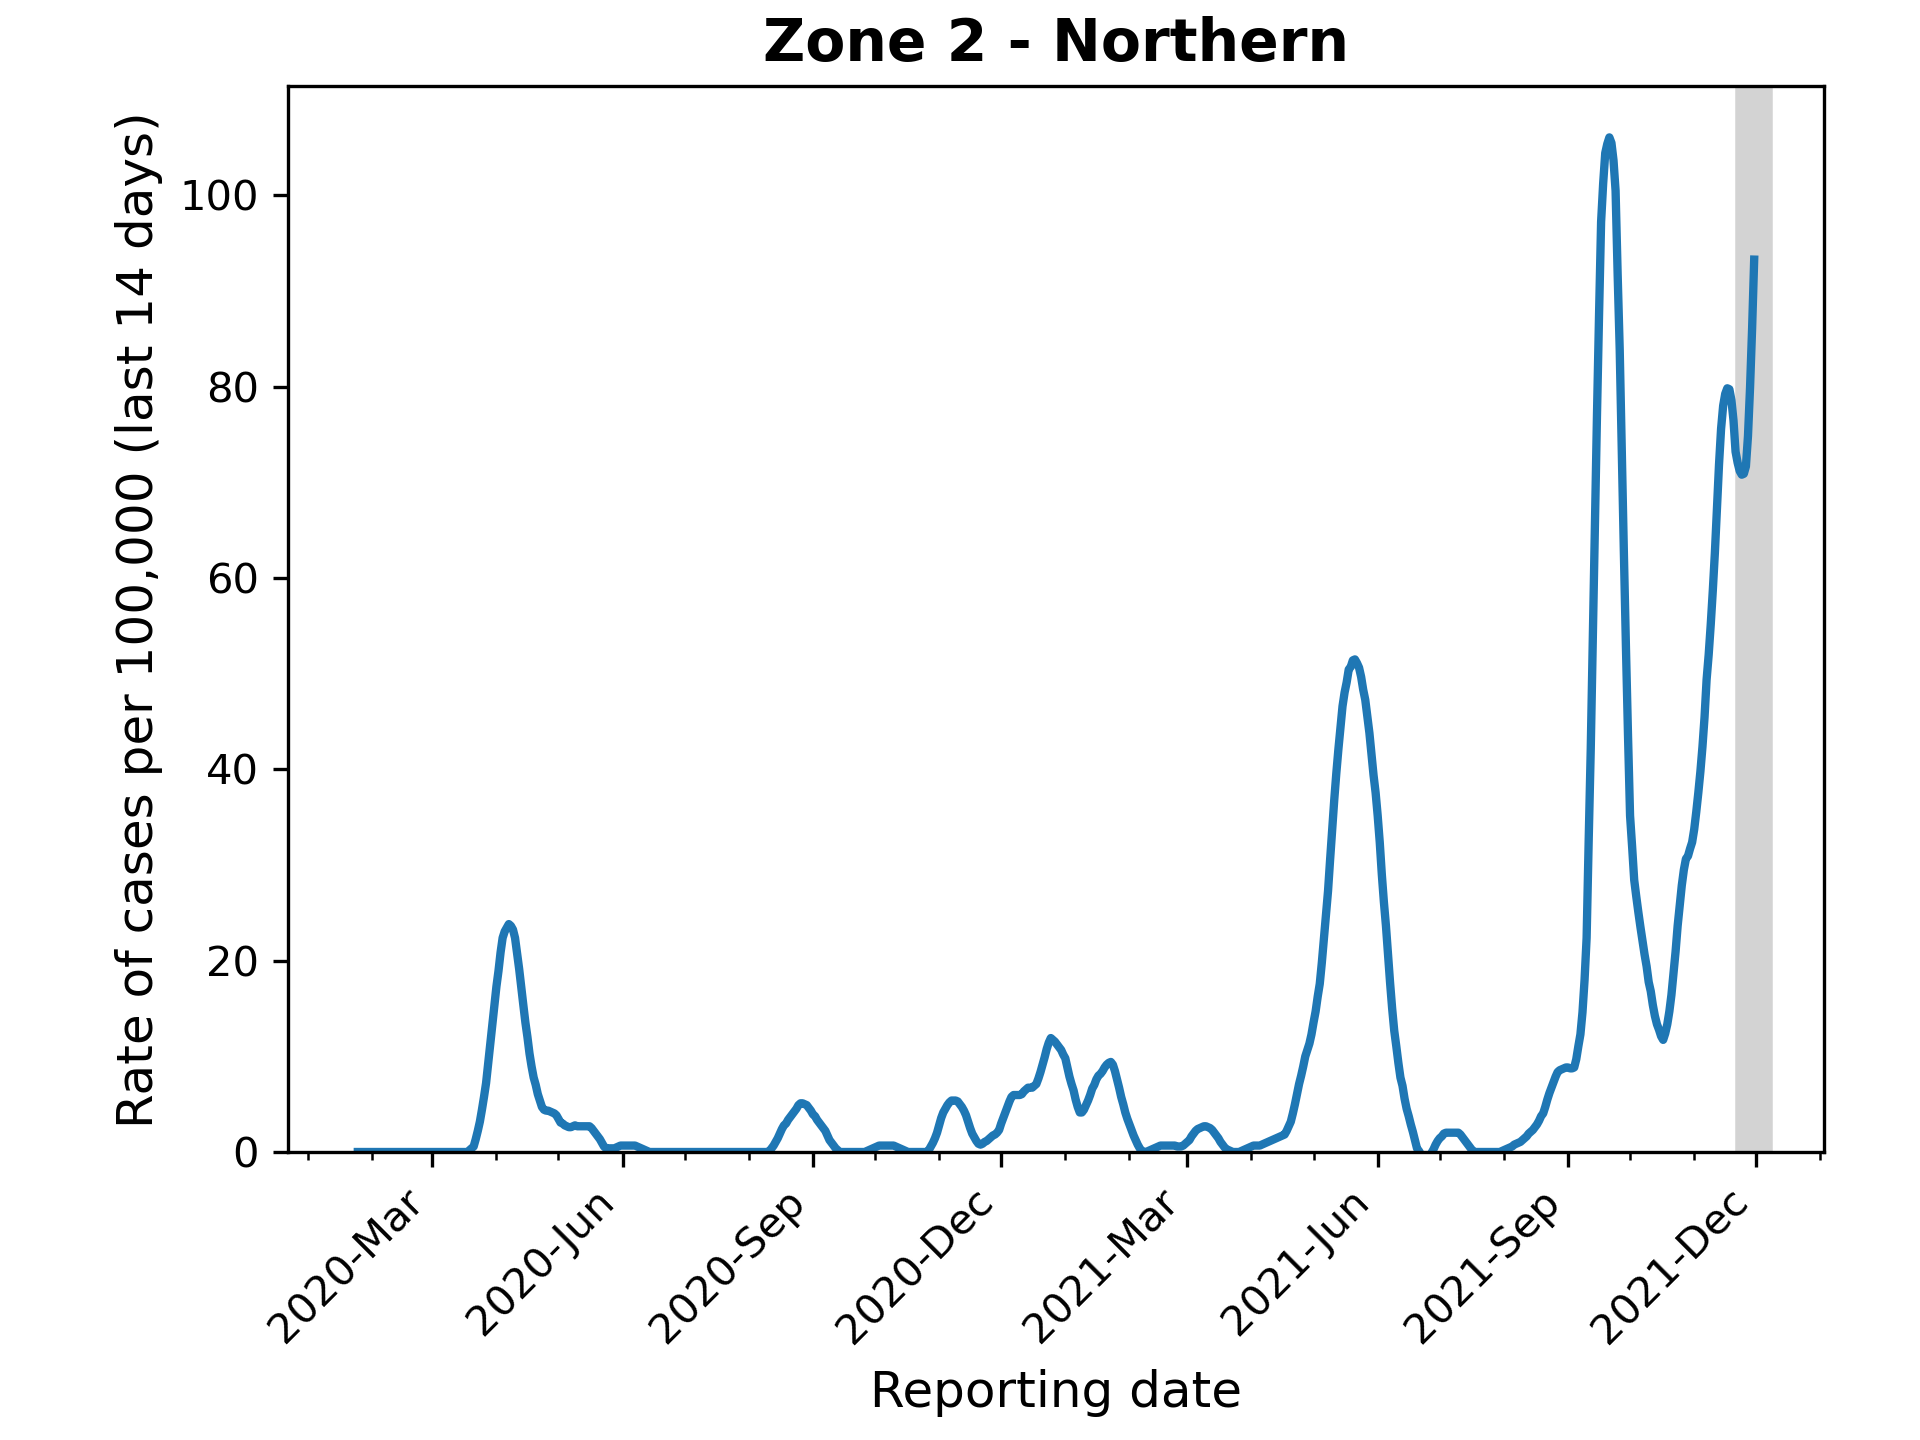 Zone 2 - Northern
Rate of cases per 100,000 (last 14 days)
100
80
60
40
20
0
2020-Mar
2020-Jun
2020-Sep
2020-Dec
2021-Mar
2021-Jun
2021-Sep
2021-Dec
Reporting date